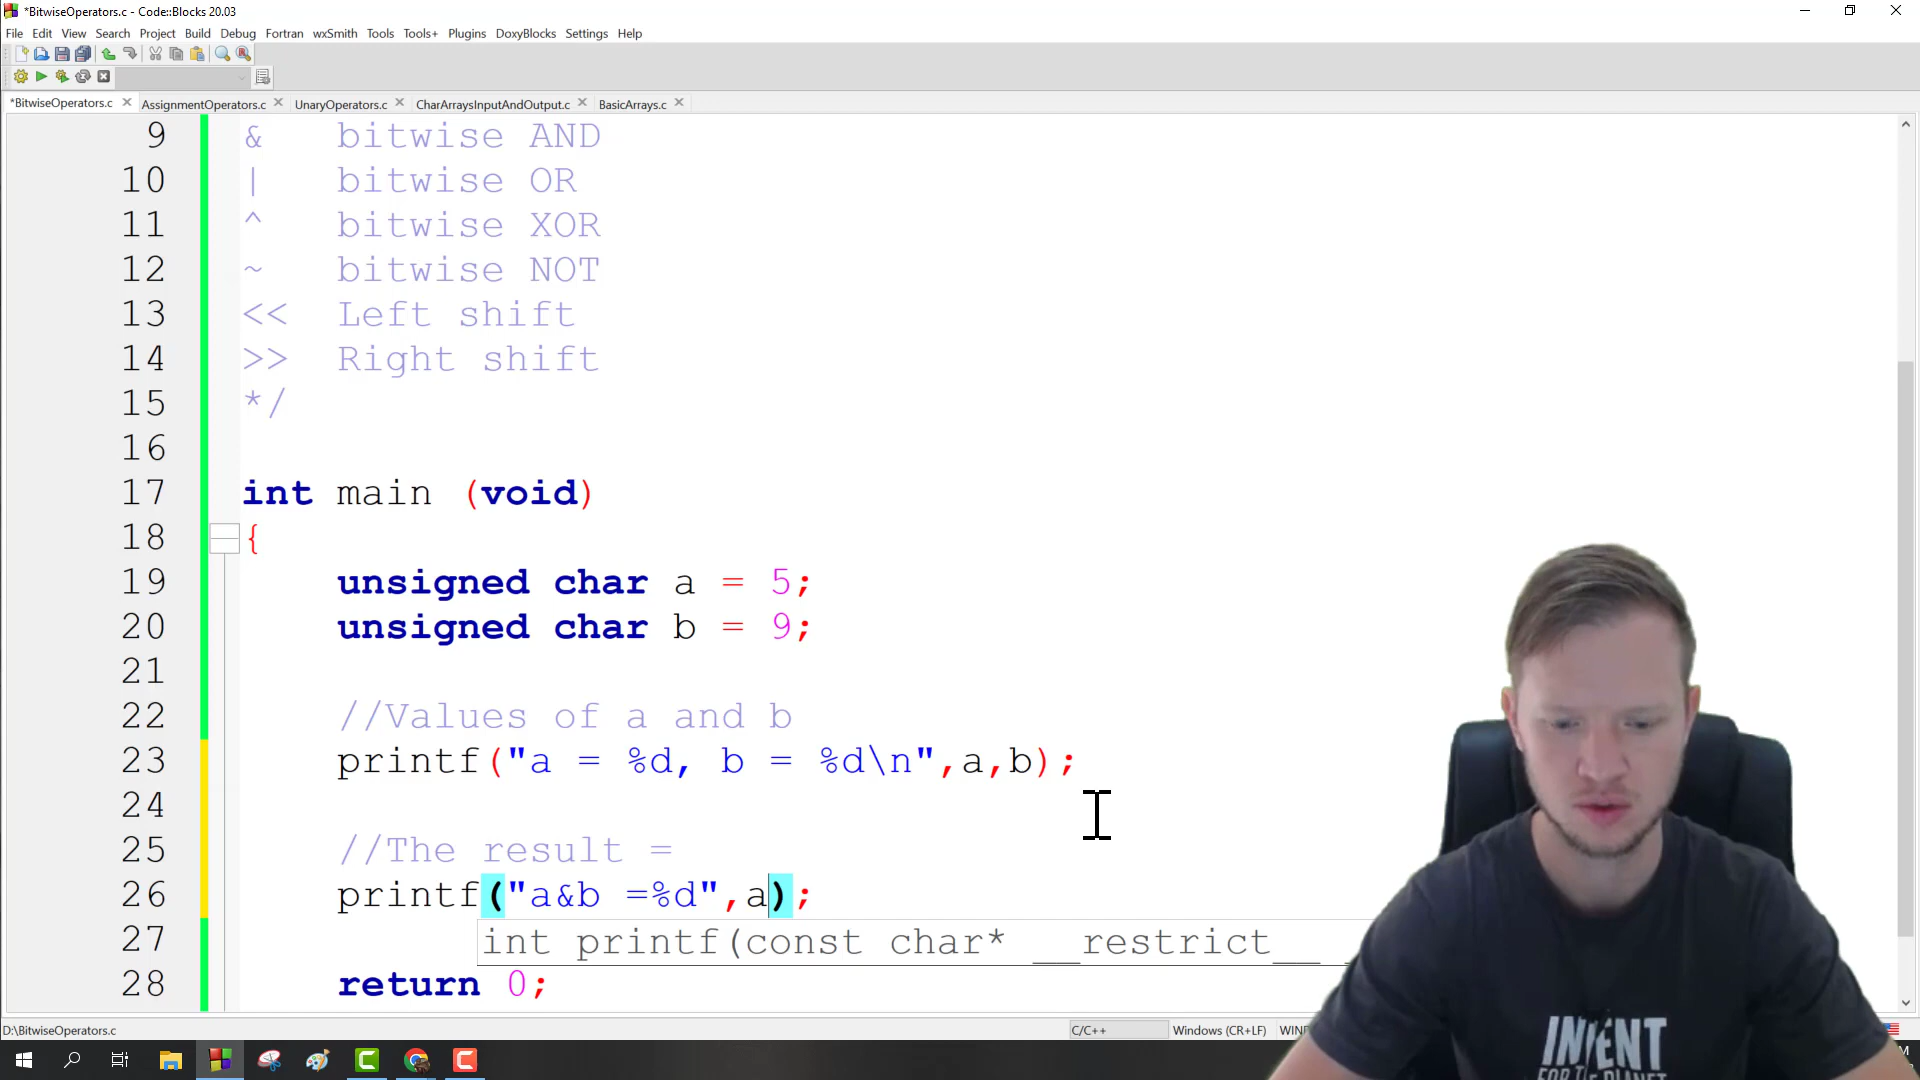 *BitwiseOperators.c - Code::Blocks 20.03
File Edit View Search Project Build Debug Fortran wxSmith Tools Tools+ Plugins DoxyBlocks Settings Help
*BitwiseOperators.c AssignmentOperators.c UnaryOperators.c CharArraysInputAndOutput.c BasicArrays.c
9 & bitwise AND
10 | bitwise OR
11 ^ bitwise XOR
12 ~ bitwise NOT
13 << Left shift
14 >> Right shift
15 */
16
17 int main (void)
18 {
19 unsigned char a = 5;
20 unsigned char b = 9;
21
22 //Values of a and b
23 printf("a = %d, b = %d\n",a,b);
24
25 //The result =
26 printf("a&b =%d",a);
27 int printf(const char* __restrict__
28 return 0;
D:\BitwiseOperators.c C/C++ Windows (CR+LF)
INVENT
FOR THE PLANET